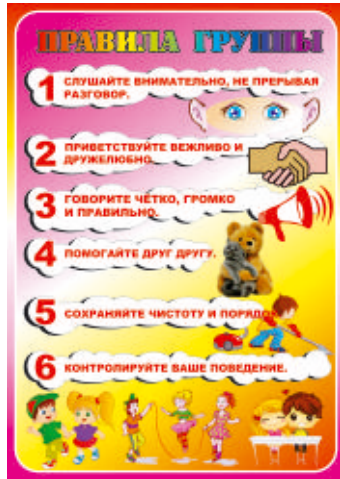 ПРАВИЛА ГРУППЫ
1 СЛУШАЙТЕ ВНИМАТЕЛЬНО, НЕ ПРЕРЫВАЯ
РАЗГОВОР.
2 ПРИВЕТСТВУЙТЕ ВЕЖЛИВО И
ДРУЖЕЛЮБНО
3 ГОВОРИТЕ ЧЁТКО, ГРОМКО
И ПРАВИЛЬНО.
4 ПОМОГАЙТЕ ДРУГ ДРУГУ.
5 СОХРАНЯЙТЕ ЧИСТОТУ И ПОРЯДОК
6 КОНТРОЛИРУЙТЕ ВАШЕ ПОВЕДЕНИЕ.